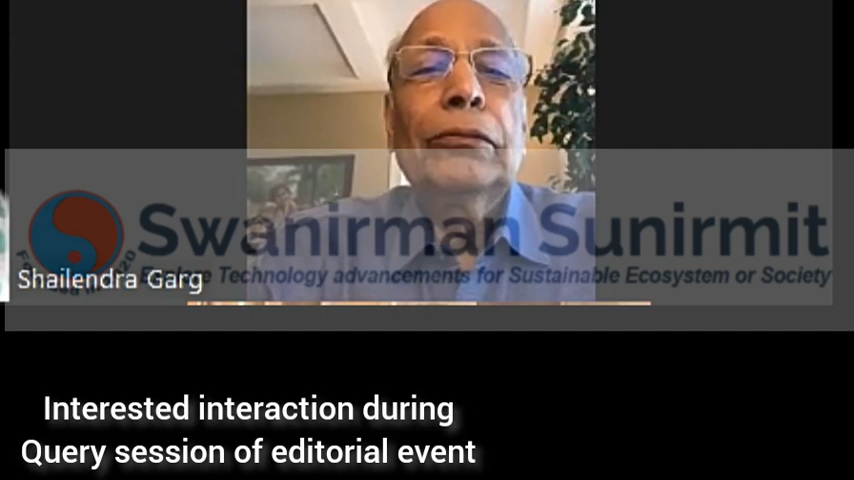 Swanirman Sunirmit
Technology advancements for Sustainable Ecosystem or Society
Shailendra Garg
Interested interaction during
Query session of editorial event